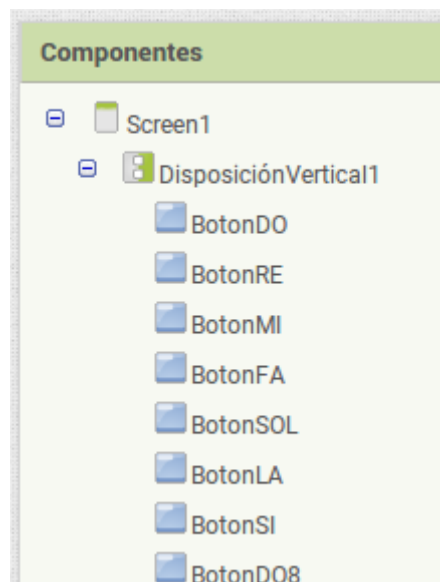 Componentes
Screen1
DisposiciónVertical1
BotonDO
BotonRE
BotonMI
BotonFA
BotonSOL
BotonLA
BotonSI
BotonDO8